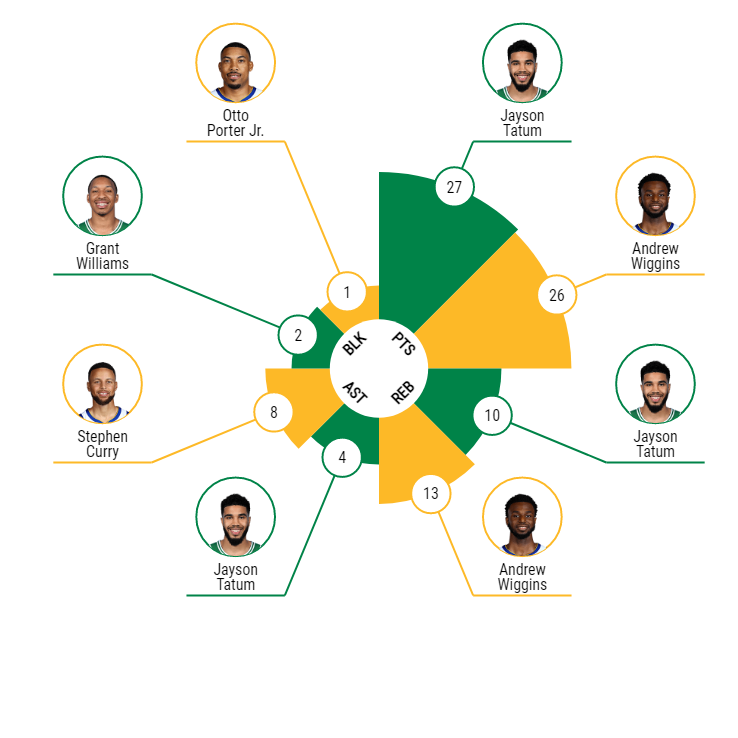 Otto
Porter Jr.
Jayson
Tatum
27
Grant
Williams
Andrew
Wiggins
1
26
2
BLK
PTS
AST
REB
Stephen
Curry
8
10
Jayson
Tatum
4
13
Jayson
Tatum
Andrew
Wiggins